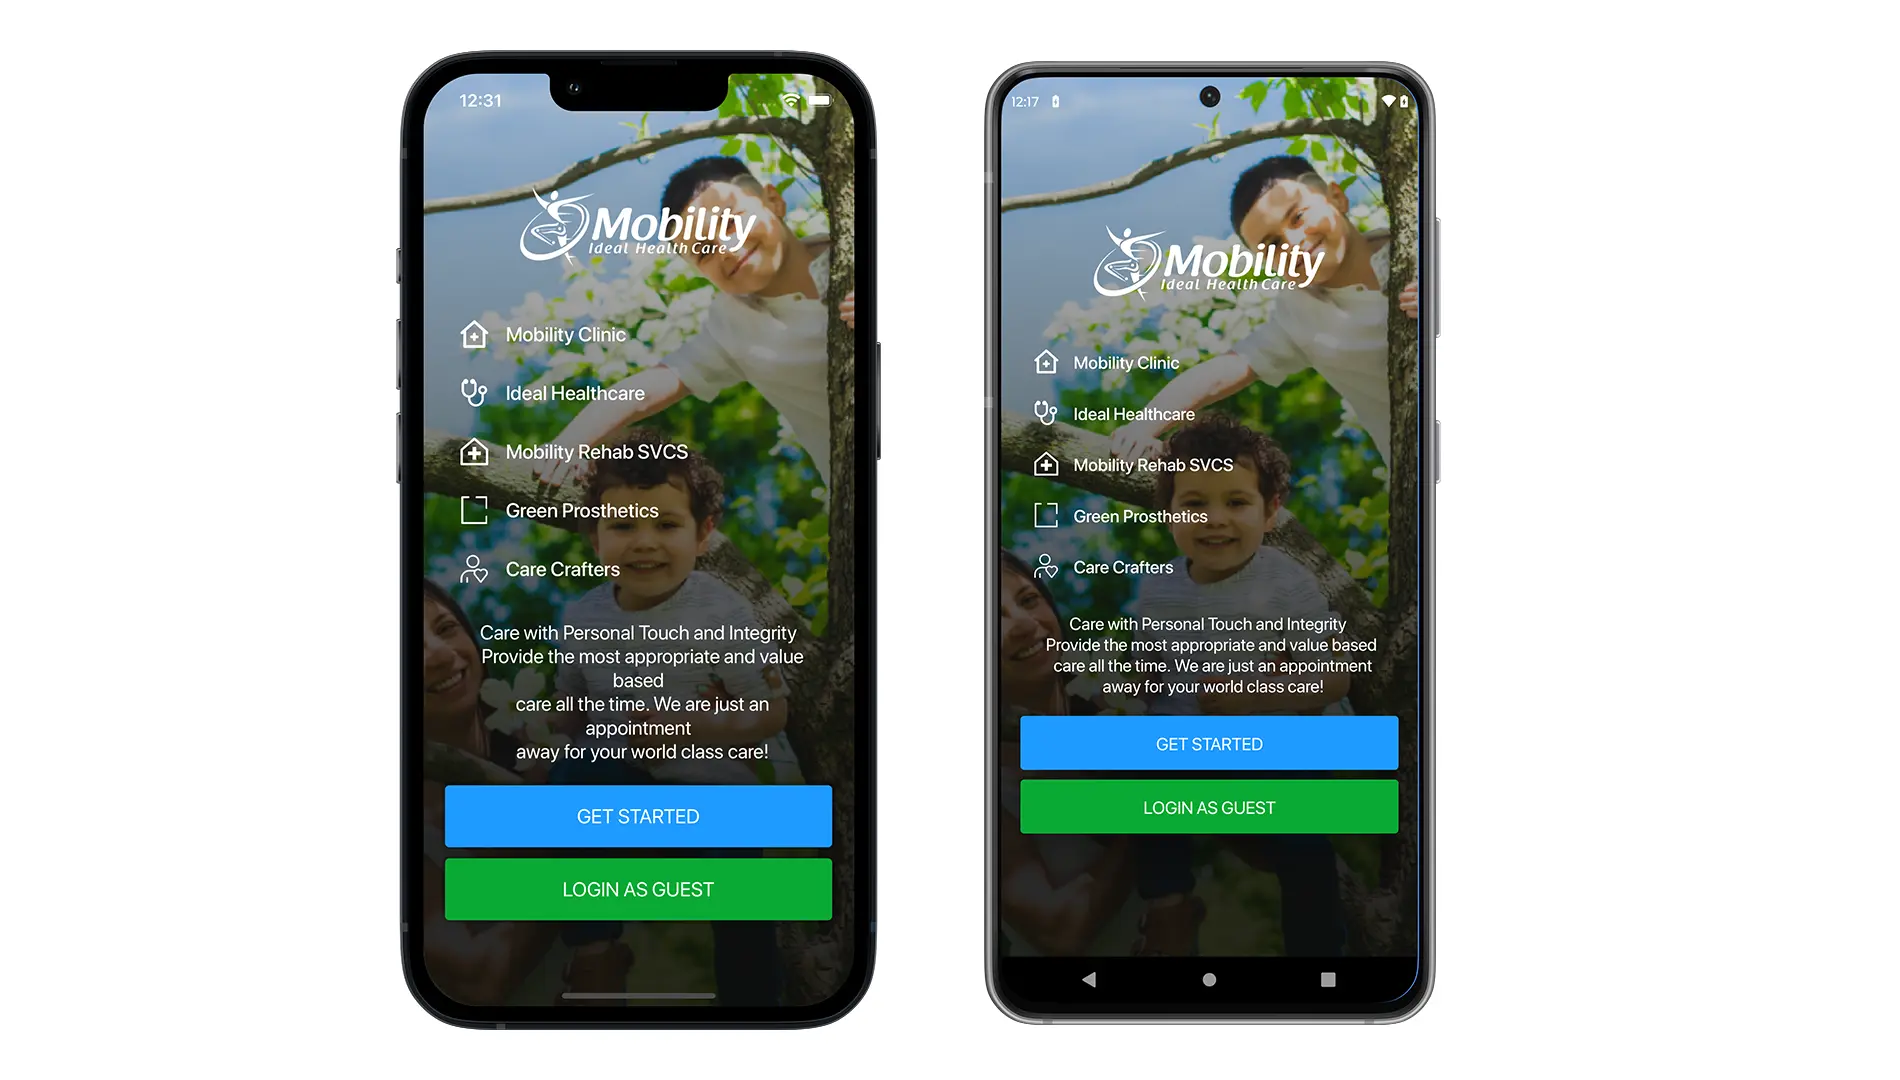 12:31
Mobility
Ideal Health Care
Mobility Clinic
Ideal Healthcare
Mobility Rehab SVCS
Green Prosthetics
Care Crafters
Care with Personal Touch and Integrity
Provide the most appropriate and value
based
care all the time. We are just an
appointment
away for your world class care!
GET STARTED
LOGIN AS GUEST
12:17
Mobility
Ideal Health Care
Mobility Clinic
Ideal Healthcare
Mobility Rehab SVCS
Green Prosthetics
Care Crafters
Care with Personal Touch and Integrity
Provide the most appropriate and value based
care all the time. We are just an appointment
away for your world class care!
GET STARTED
LOGIN AS GUEST